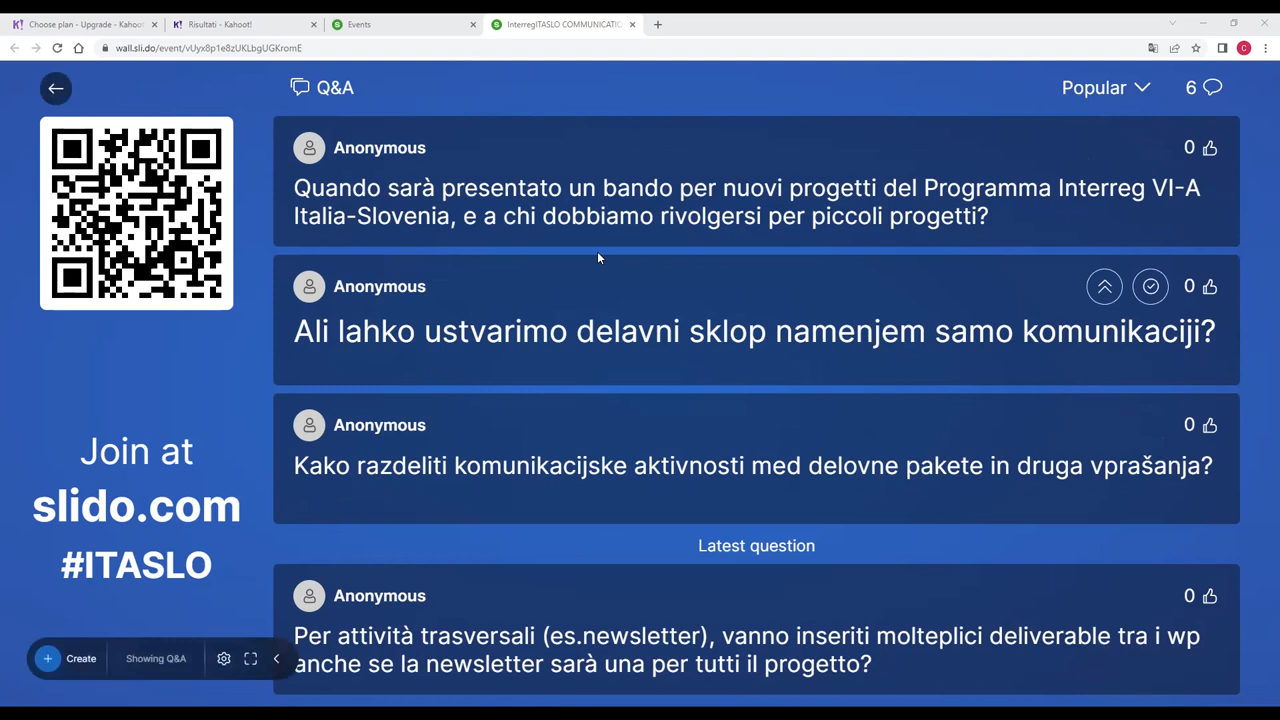 Choose plan - Upgrade - Kahoot!
Risultati - Kahoot!
Events
InterregITASLO COMMUNICATIO
wall.sli.do/event/vUyx8p1e8zUKLbgUGKromE
C
Q&A
Popular
6
Anonymous
0
Quando sarà presentato un bando per nuovi progetti del Programma Interreg VI-A
Italia-Slovenia, e a chi dobbiamo rivolgersi per piccoli progetti?
Anonymous
0
Ali lahko ustvarimo delavni sklop namenjem samo komunikaciji?
Anonymous
0
Kako razdeliti komunikacijske aktivnosti med delovne pakete in druga vprašanja?
Join at
slido.com
#ITASLO
Latest question
Anonymous
0
Per attività trasversali (es.newsletter), vanno inseriti molteplici deliverable tra i wp
anche se la newsletter sarà una per tutti il progetto?
Create
Showing Q&A